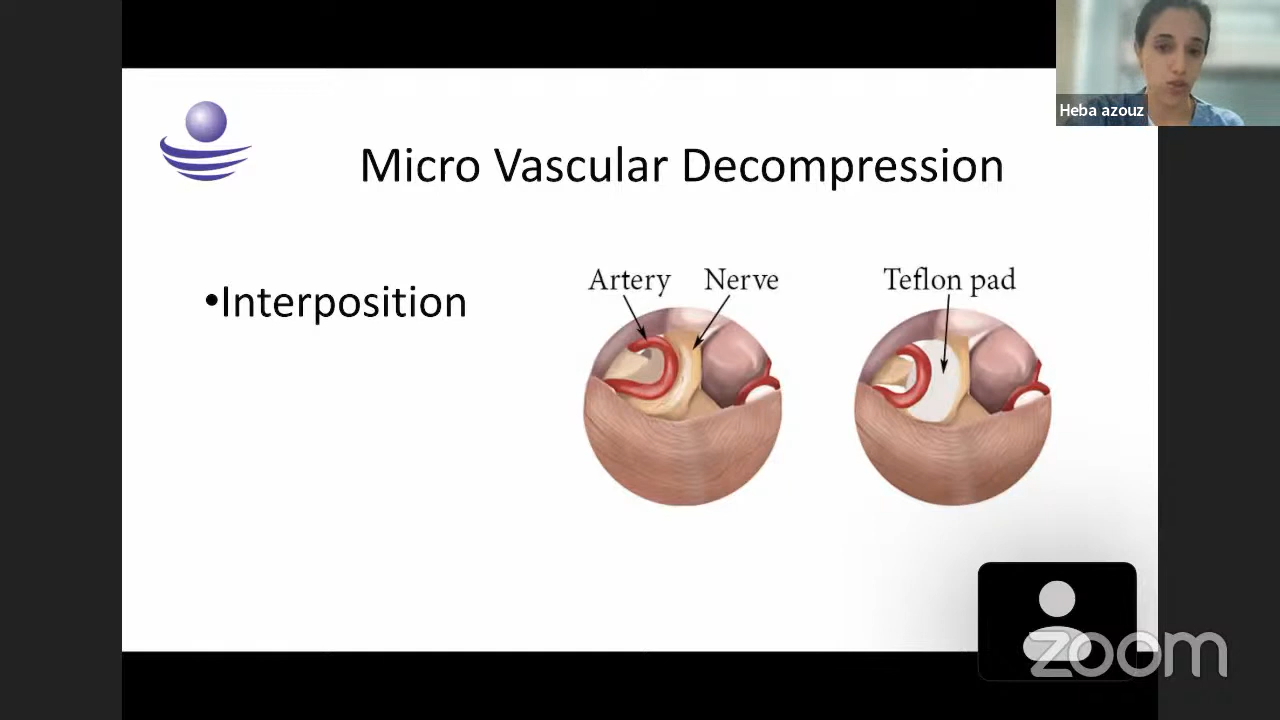 Heba azouz
Micro Vascular Decompression
•Interposition
Artery Nerve
Teflon pad
zoom